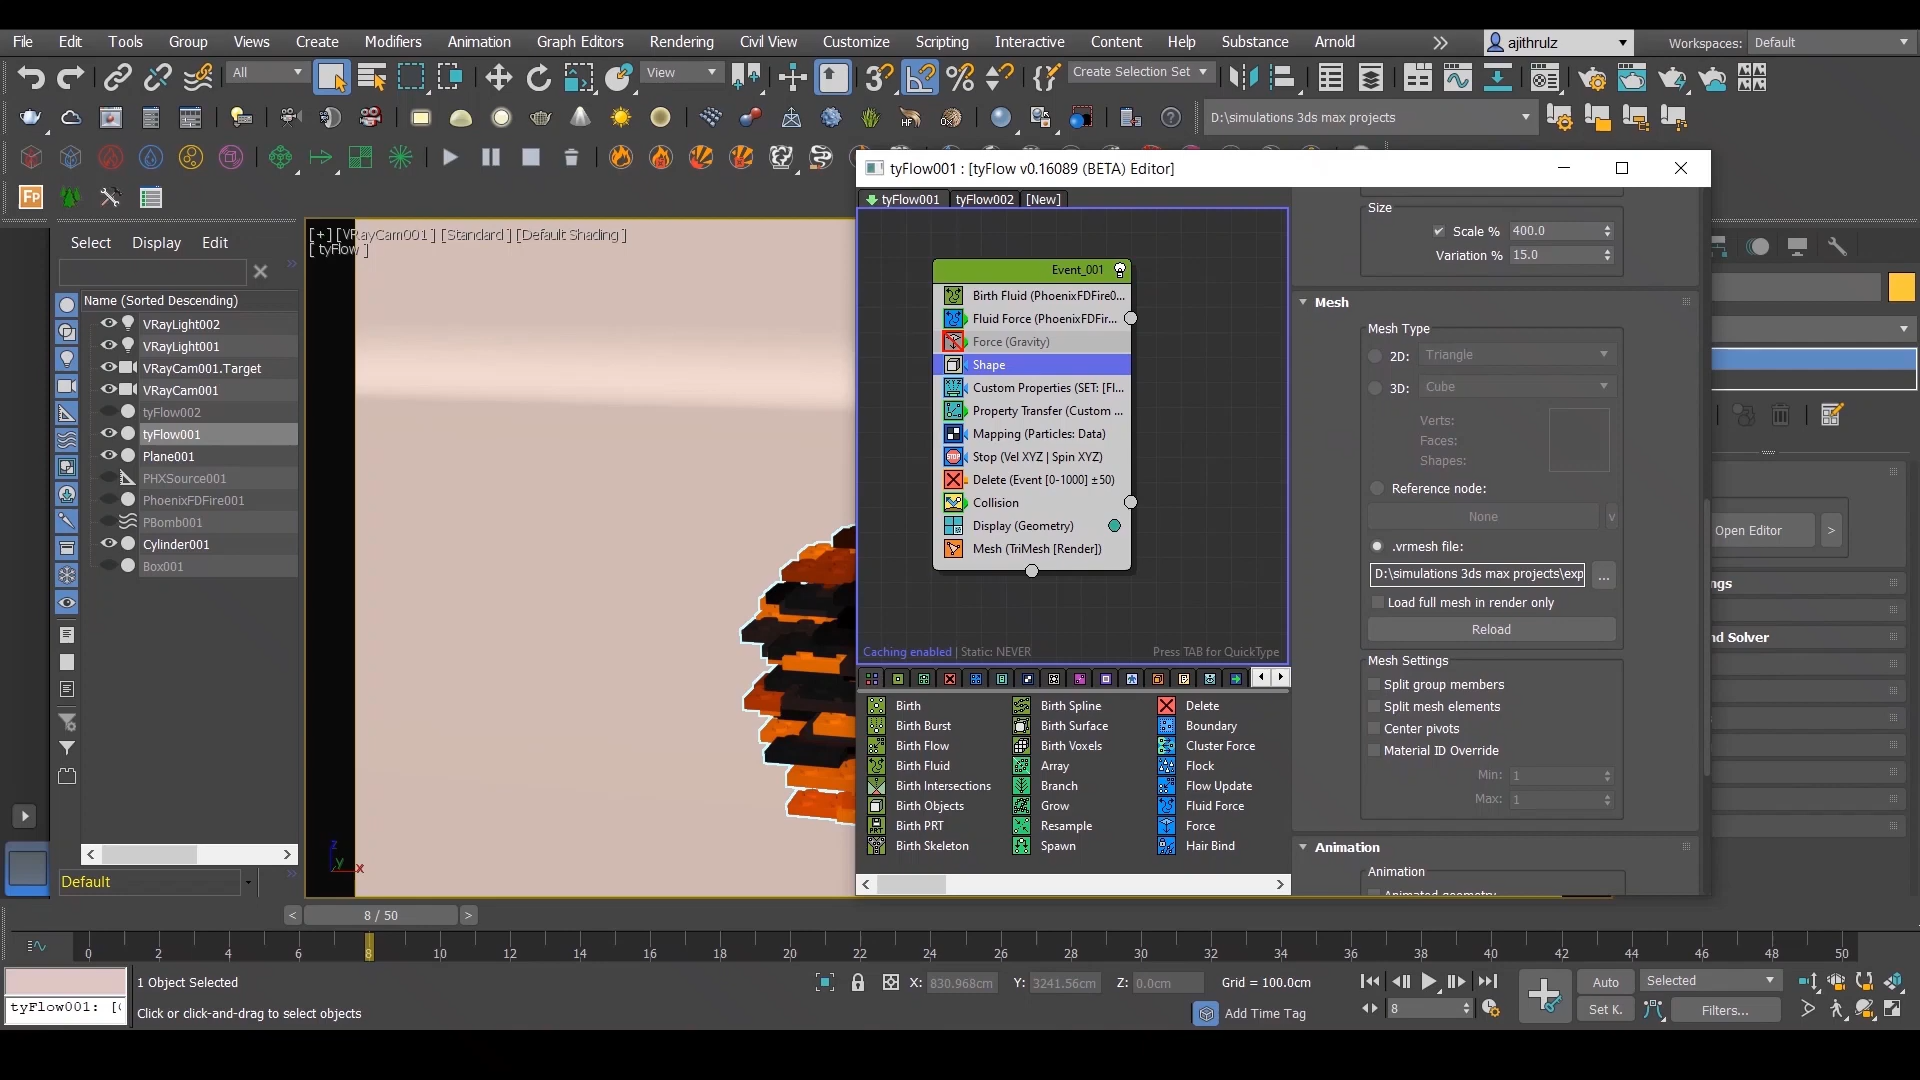 File Edit Tools Group Views Create Modifiers Animation Graph Editors Rendering Civil View Customize Scripting Interactive Content Help Substance Arnold ajithrulz Workspaces: Default
All View Create Selection Set
D:\simulations 3ds max projects
tyFlow001 : [tyFlow v0.16089 (BETA) Editor]
tyFlow001 tyFlow002 [New]
Select Display Edit
[+] [VRayCam001 ] [Standard ] [Default Shading ]
[ tyFlow ]
Name (Sorted Descending)
VRayLight002
VRayLight001
VRayCam001.Target
VRayCam001
tyFlow002
tyFlow001
Plane001
PHXSource001
PhoenixFDFire001
PBomb001
Cylinder001
Box001
Default
Event_001
Birth Fluid (PhoenixFDFire0...
Fluid Force (PhoenixFDFir...
Force (Gravity)
Shape
Custom Properties (SET: [Fl...
Property Transfer (Custom ...
Mapping (Particles: Data)
Stop (Vel XYZ | Spin XYZ)
Delete (Event [0-1000] ±50)
Collision
Display (Geometry)
Mesh (TriMesh [Render])
Caching enabled | Static: NEVER Press TAB for QuickType
Birth Birth Spline Delete
Birth Burst Birth Surface Boundary
Birth Flow Birth Voxels Cluster Force
Birth Fluid Array Flock
Birth Intersections Branch Flow Update
Birth Objects Grow Fluid Force
Birth PRT Resample Force
Birth Skeleton Spawn Hair Bind
Size
Scale % 400.0
Variation % 15.0
Mesh
Mesh Type
2D: Triangle
3D: Cube
Verts:
Faces:
Shapes:
Reference node:
None v
.vrmesh file:
D:\simulations 3ds max projects\exp ...
Load full mesh in render only
Reload
Mesh Settings
Split group members
Split mesh elements
Center pivots
Material ID Override
Min: 1
Max: 1
Animation
Animation
Animated geometry
Open Editor >
ngs
nd Solver
< 8 / 50 >
0 2 4 6 8 10 12 14 16 18 20 22 24 26 28 30 32 34 36 38 40 42 44 46 48 50
1 Object Selected
X: 830.968cm Y: 3241.56cm Z: 0.0cm Grid = 100.0cm
Auto Selected
tyFlow001: [
Click or click-and-drag to select objects
Add Time Tag
8
Set K. Filters...